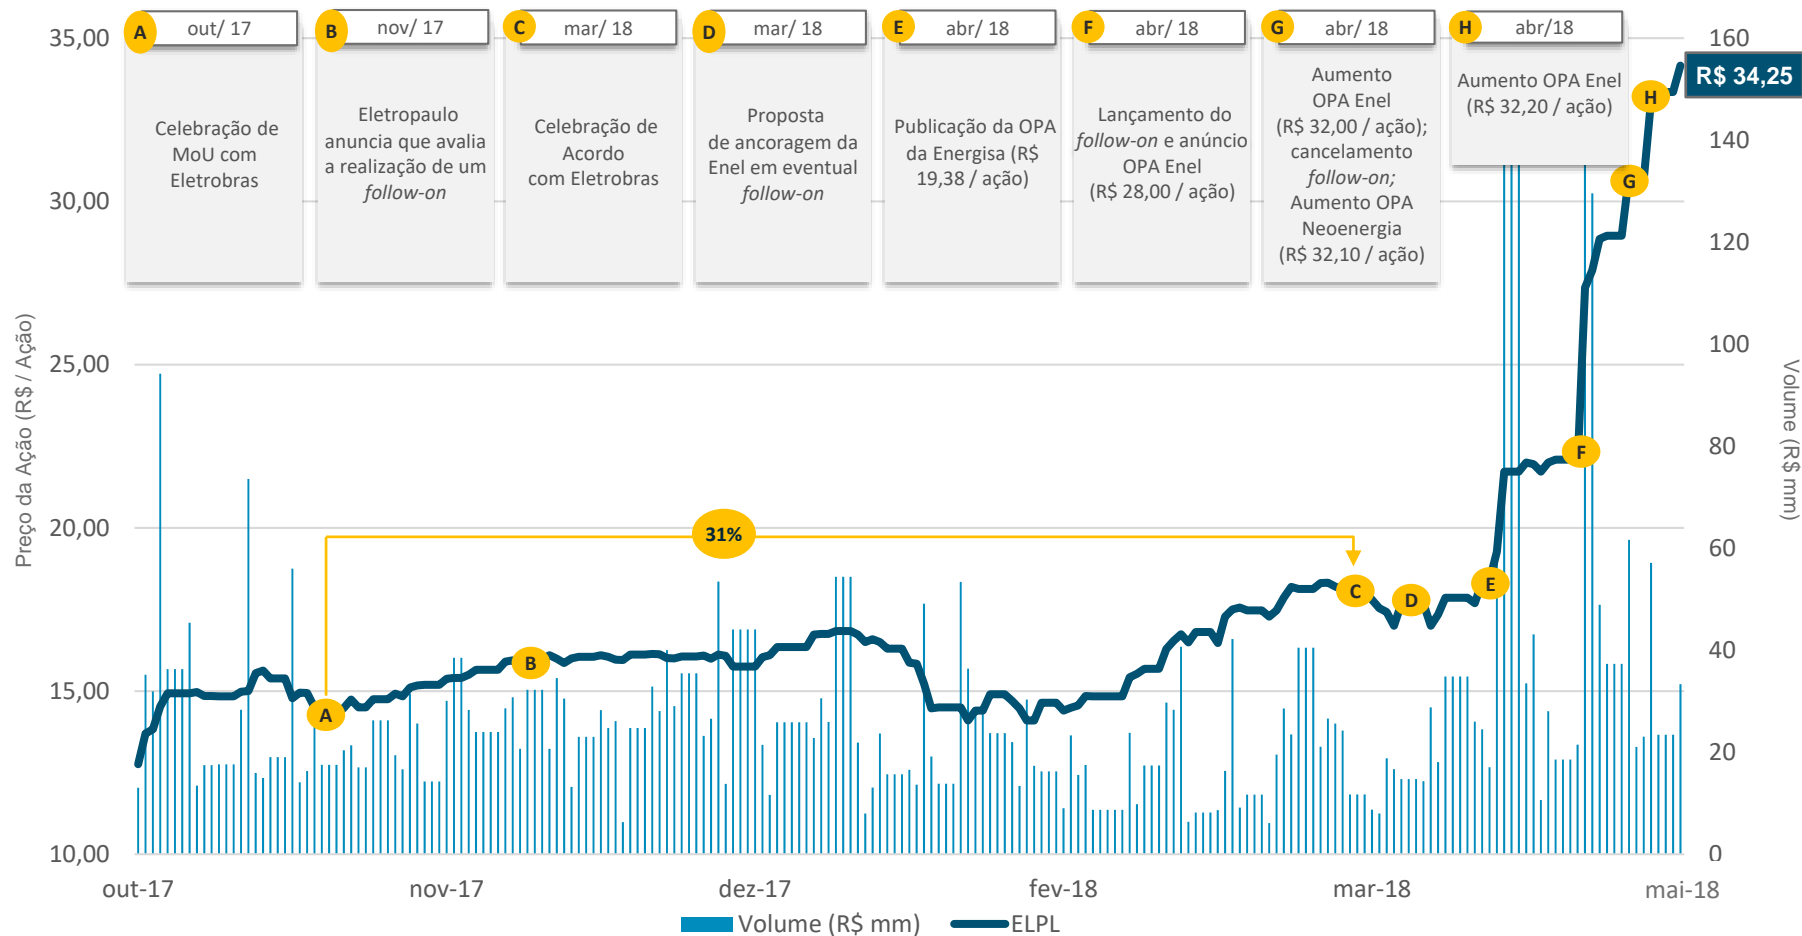 A
out/ 17
Celebração de
MoU com
Eletrobras
B
nov/ 17
Eletropaulo
anuncia que avalia
a realização de um
follow-on
C
mar/ 18
Celebração de
Acordo
com Eletrobras
D
mar/ 18
Proposta
de ancoragem da
Enel em eventual
follow-on
E
abr/ 18
Publicação da OPA
da Energisa (R$
19,38 / ação)
F
abr/ 18
Lançamento do
follow-on e anúncio
OPA Enel
(R$ 28,00 / ação)
G
abr/ 18
Aumento
OPA Enel
(R$ 32,00 / ação);
cancelamento
follow-on;
Aumento OPA
Neoenergia
(R$ 32,10 / ação)
H
abr/18
Aumento OPA Enel
(R$ 32,20 / ação)
R$ 34,25
Preço da Ação (R$ / Ação)
35,00
30,00
25,00
20,00
15,00
10,00
Volume (R$ mm)
160
140
120
100
80
60
40
20
0
31%
A
B
C
D
E
F
G
H
out-17
nov-17
dez-17
fev-18
mar-18
mai-18
Volume (R$ mm)
ELPL